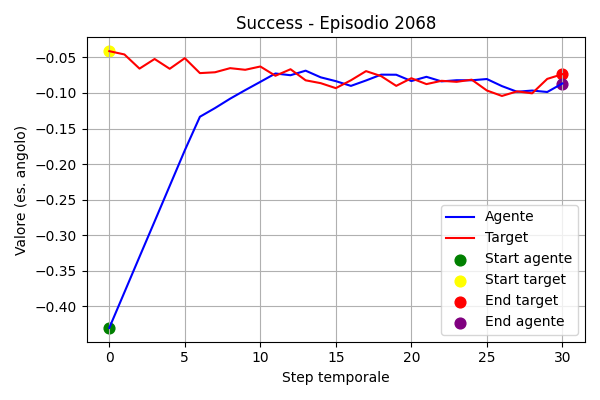 Success - Episodio 2068
Valore (es. angolo)
−0.05
−0.10
−0.15
−0.20
−0.25
−0.30
−0.35
−0.40
0
5
10
15
20
25
30
Step temporale
Agente
Target
Start agente
Start target
End target
End agente